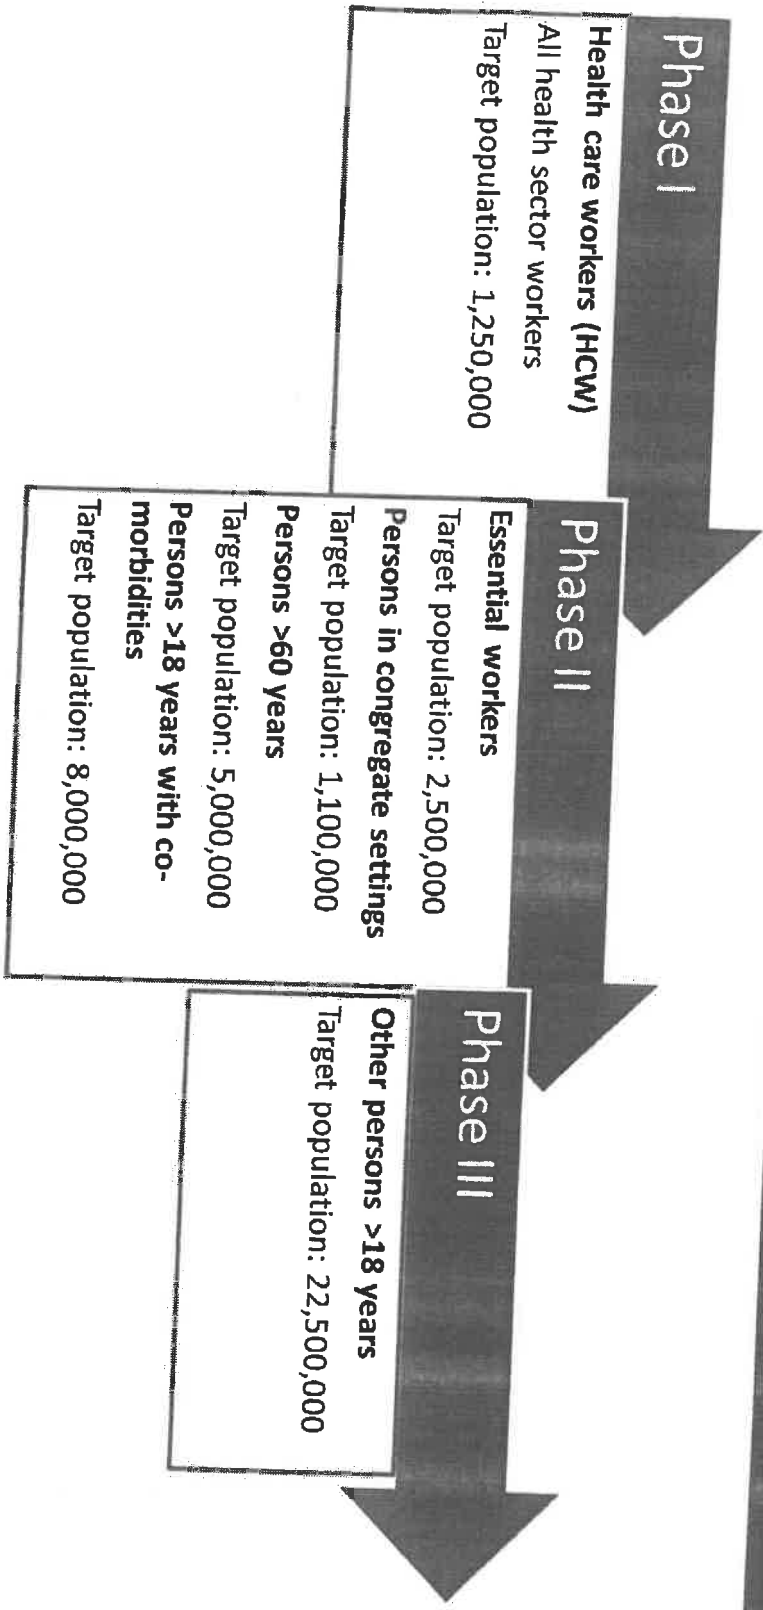 Phase I
Health care workers (HCW)
All health sector workers
Target population: 1,250,000
Phase II
Essential workers
Target population: 2,500,000
Persons in congregate settings
Target population: 1,100,000
Persons >60 years
Target population: 5,000,000
Persons >18 years with co-
morbidities
Target population: 8,000,000
Phase III
Other persons >18 years
Target population: 22,500,000